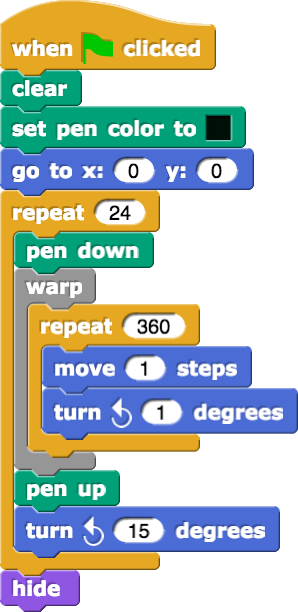 when clicked
clear
set pen color to
go to x: 0 y: 0
repeat 24
pen down
warp
repeat 360
move 1 steps
turn 1 degrees
pen up
turn 15 degrees
hide